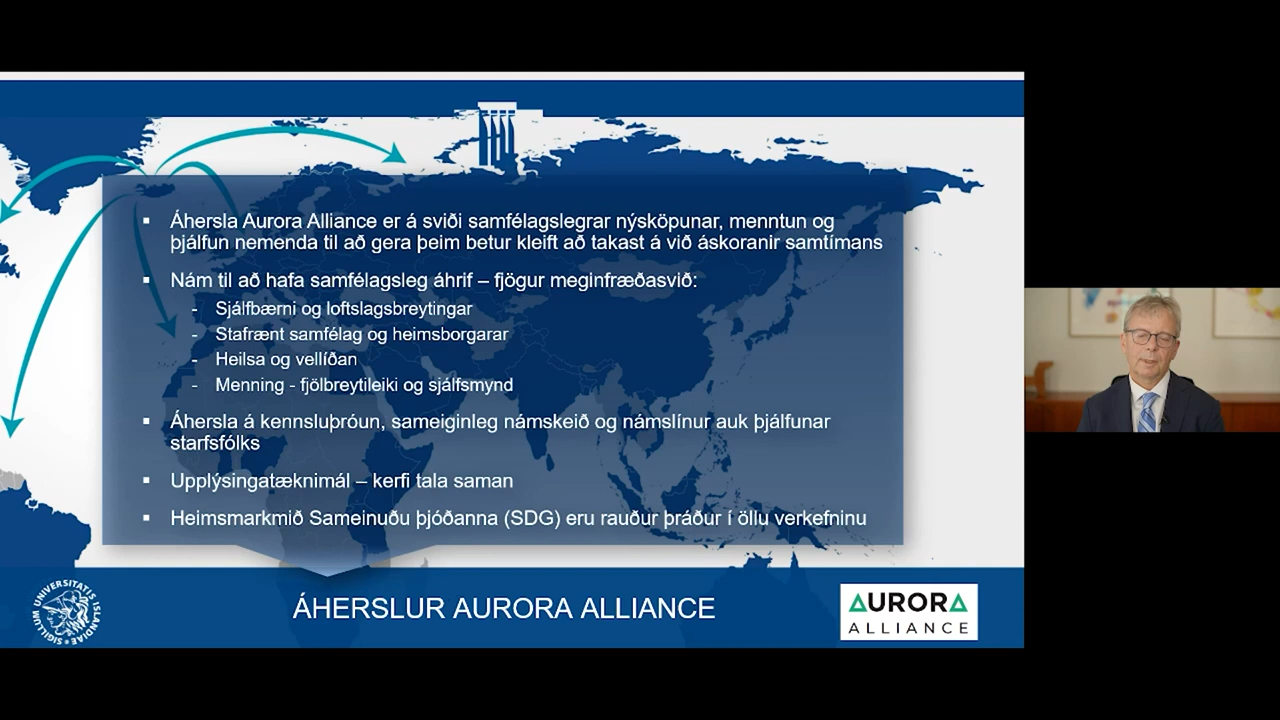 ▪ Áhersla Aurora Alliance er á sviði samfélagslegrar nýsköpunar, menntun og
þjálfun nemenda til að gera þeim betur kleift að takast á við áskoranir samtímans
▪ Nám til að hafa samfélagsleg áhrif – fjögur meginfræðasvið:
- Sjálfbærni og loftslagsbreytingar
- Stafrænt samfélag og heimsborgarar
- Heilsa og vellíðan
- Menning - fjölbreytileiki og sjálfsmynd
▪ Áhersla á kennsluþróun, sameiginleg námskeið og námslínur auk þjálfunar
starfsfólks
▪ Upplýsingatæknimál – kerfi tala saman
▪ Heimsmarkmið Sameinuðu þjóðanna (SDG) eru rauður þráður í öllu verkefninu
SIGILLUM UNIVERSITATIS ISLANDIAE
ÁHERSLUR AURORA ALLIANCE
AURORA
ALLIANCE